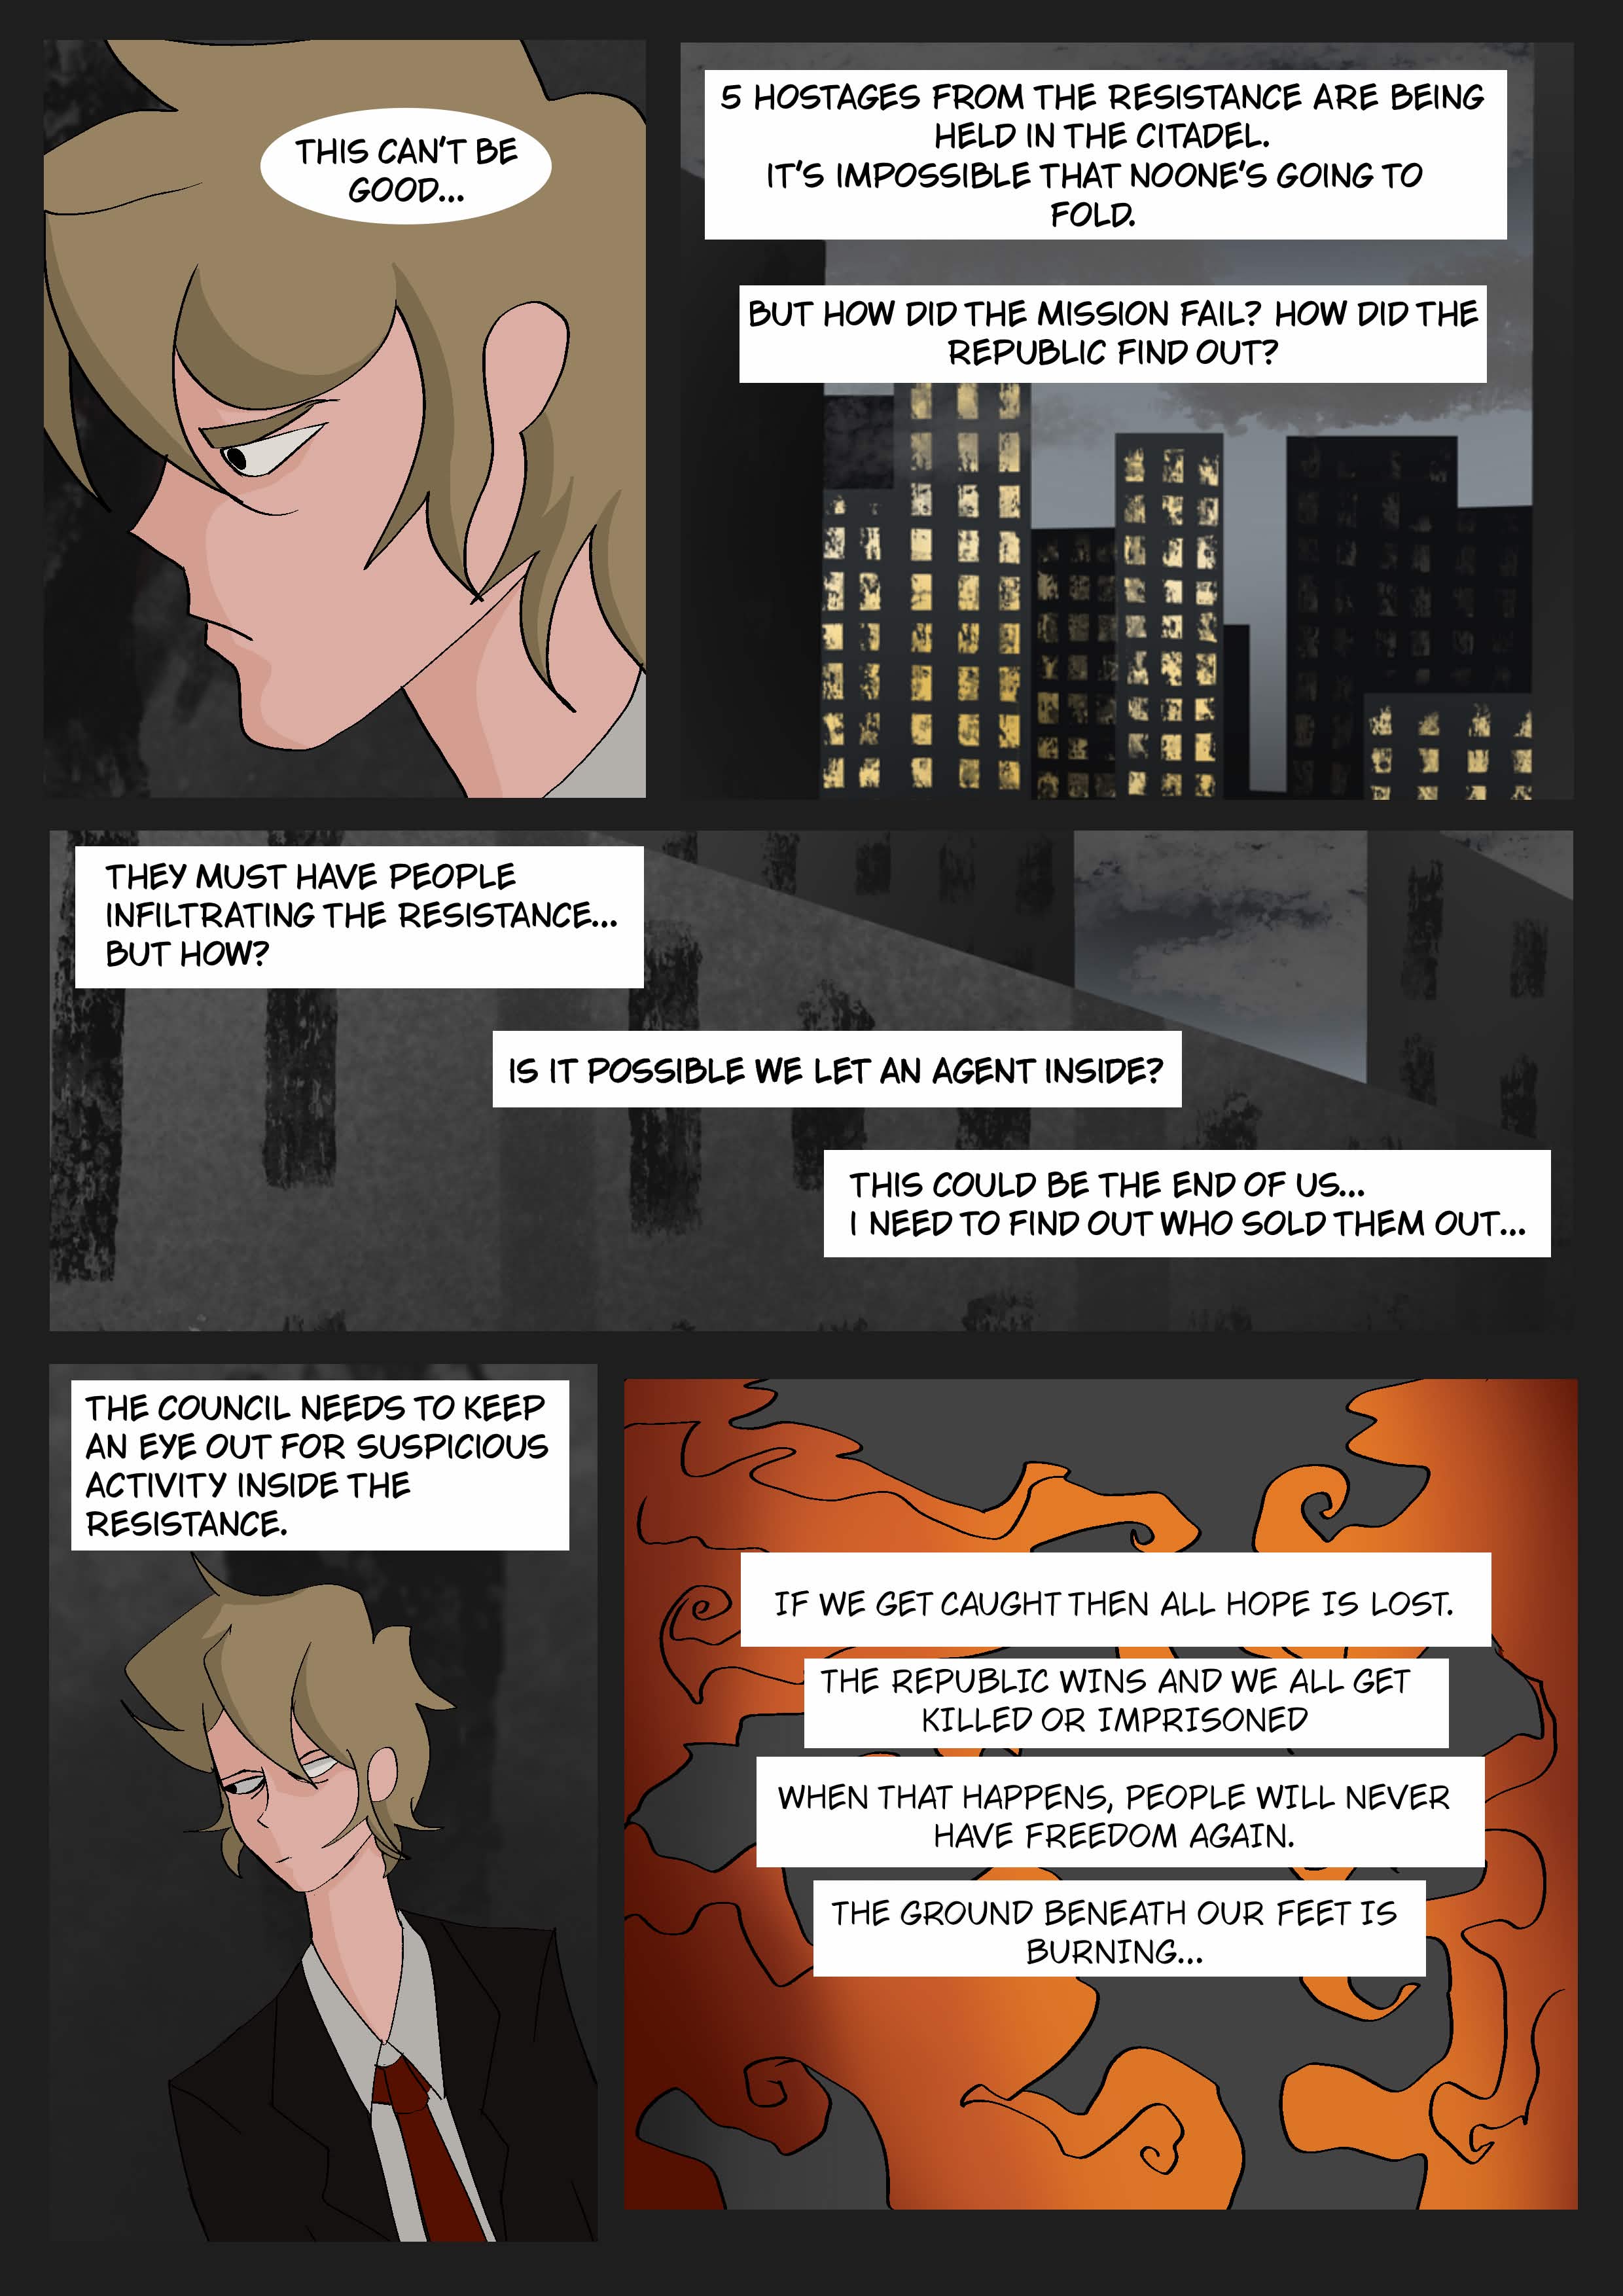 THIS CAN'T BE
GOOD...
5 HOSTAGES FROM THE RESISTANCE ARE BEING
HELD IN THE CITADEL.
IT'S IMPOSSIBLE THAT NOONE'S GOING TO
FOLD.
BUT HOW DID THE MISSION FAIL? HOW DID THE
REPUBLIC FIND OUT?
THEY MUST HAVE PEOPLE
INFILTRATING THE RESISTANCE...
BUT HOW?
IS IT POSSIBLE WE LET AN AGENT INSIDE?
THIS COULD BE THE END OF US...
I NEED TO FIND OUT WHO SOLD THEM OUT...
THE COUNCIL NEEDS TO KEEP
AN EYE OUT FOR SUSPICIOUS
ACTIVITY INSIDE THE
RESISTANCE.
IF WE GET CAUGHT THEN ALL HOPE IS LOST.
THE REPUBLIC WINS AND WE ALL GET
KILLED OR IMPRISONED
WHEN THAT HAPPENS, PEOPLE WILL NEVER
HAVE FREEDOM AGAIN.
THE GROUND BENEATH OUR FEET IS
BURNING...